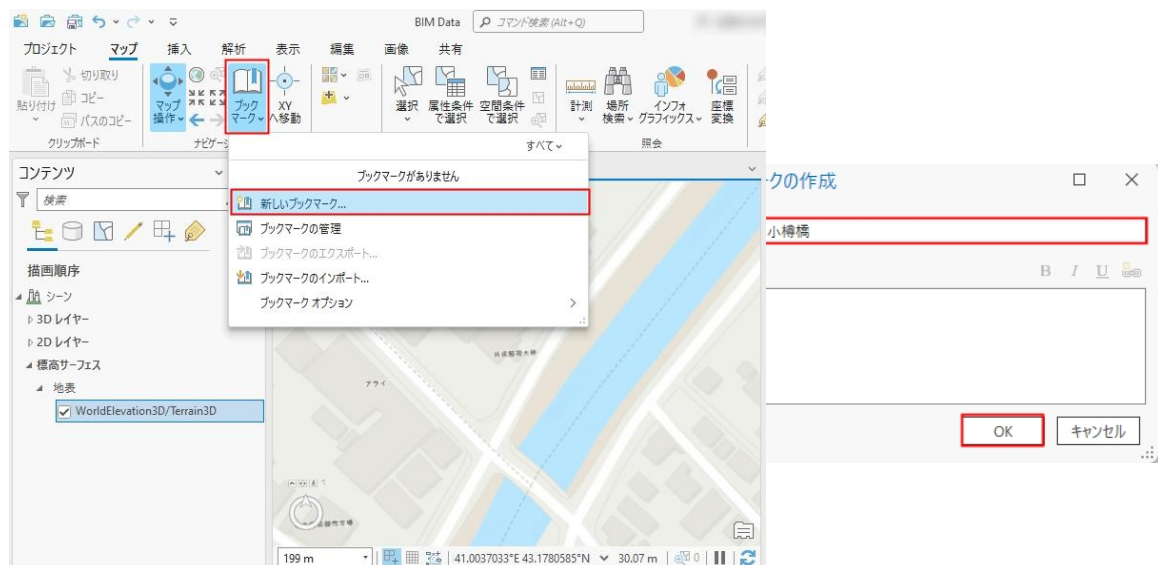 BIM Data
コマンド検索 (Alt+Q)
プロジェクト マップ 挿入 解析 表示 編集 画像 共有
切り取り
コピー
パスのコピー
貼り付け
マップ
操作
ブック
マーク
XY
へ移動
選択
属性条件
で選択
空間条件
で選択
計測
場所
検索
インフォ
グラフィックス
座標
変換
クリップボード
ナビゲーシ
照会
すべて
ブックマークがありません
新しいブックマーク...
ブックマークの管理
ブックマークのエクスポート...
ブックマークのインポート...
ブックマーク オプション
コンテンツ
検索
描画順序
シーン
3D レイヤー
2D レイヤー
標高サーフェス
地表
WorldElevation3D/Terrain3D
アライ
199 m
41.0037033°E 43.1780585°N
30.07 m
0
クの作成
小樽橋
B I U
OK
キャンセル